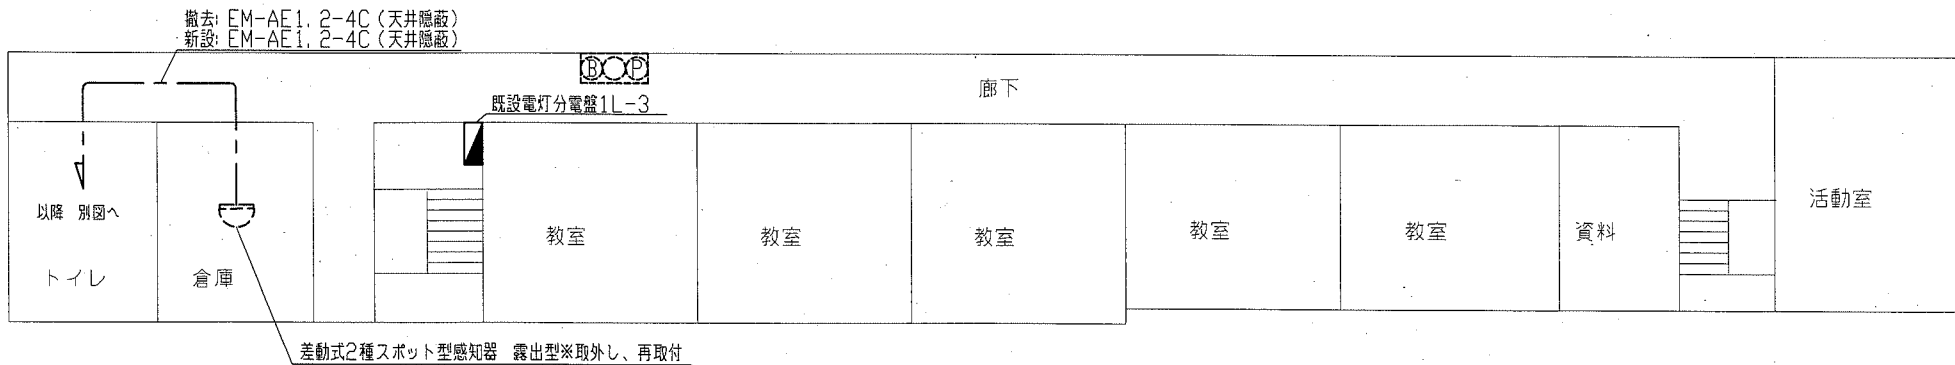 撤去: EM-AE1.2-4C (天井隠蔽)
新設: EM-AE1.2-4C (天井隠蔽)
B P
廊下
既設電灯分電盤1L-3
以降 別図へ
トイレ
倉庫
教室
教室
教室
教室
教室
資料
活動室
差動式2種スポット型感知器 露出型※取外し、再取付